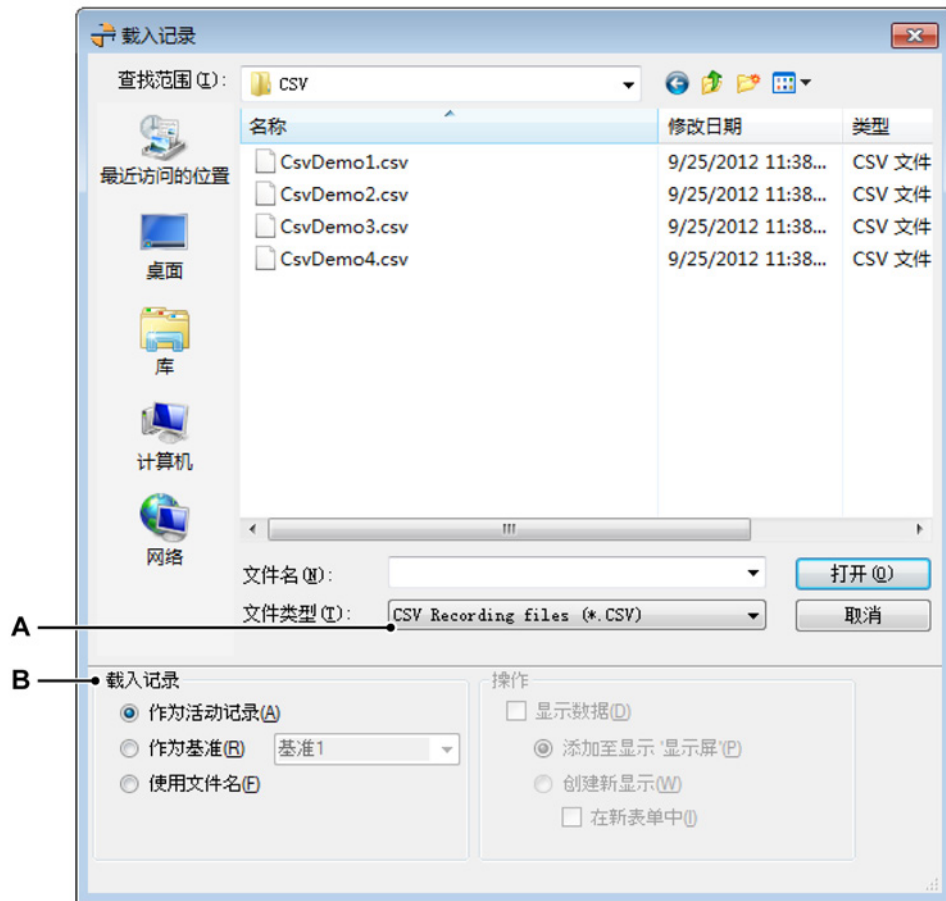 载入记录
查找范围(I):
CSV
名称
修改日期
类型
CsvDemo1.csv
9/25/2012 11:38...
CSV 文件
CsvDemo2.csv
9/25/2012 11:38...
CSV 文件
CsvDemo3.csv
9/25/2012 11:38...
CSV 文件
CsvDemo4.csv
9/25/2012 11:38...
CSV 文件
最近访问的位置
桌面
库
计算机
网络
文件名(N):
打开(O)
A
文件类型(T):
CSV Recording files (*.CSV)
取消
B
载入记录
作为活动记录(A)
作为基准(R)
基准1
使用文件名(F)
操作
显示数据(D)
添加至显示 '显示屏'(P)
创建新显示(W)
在新表单中(I)